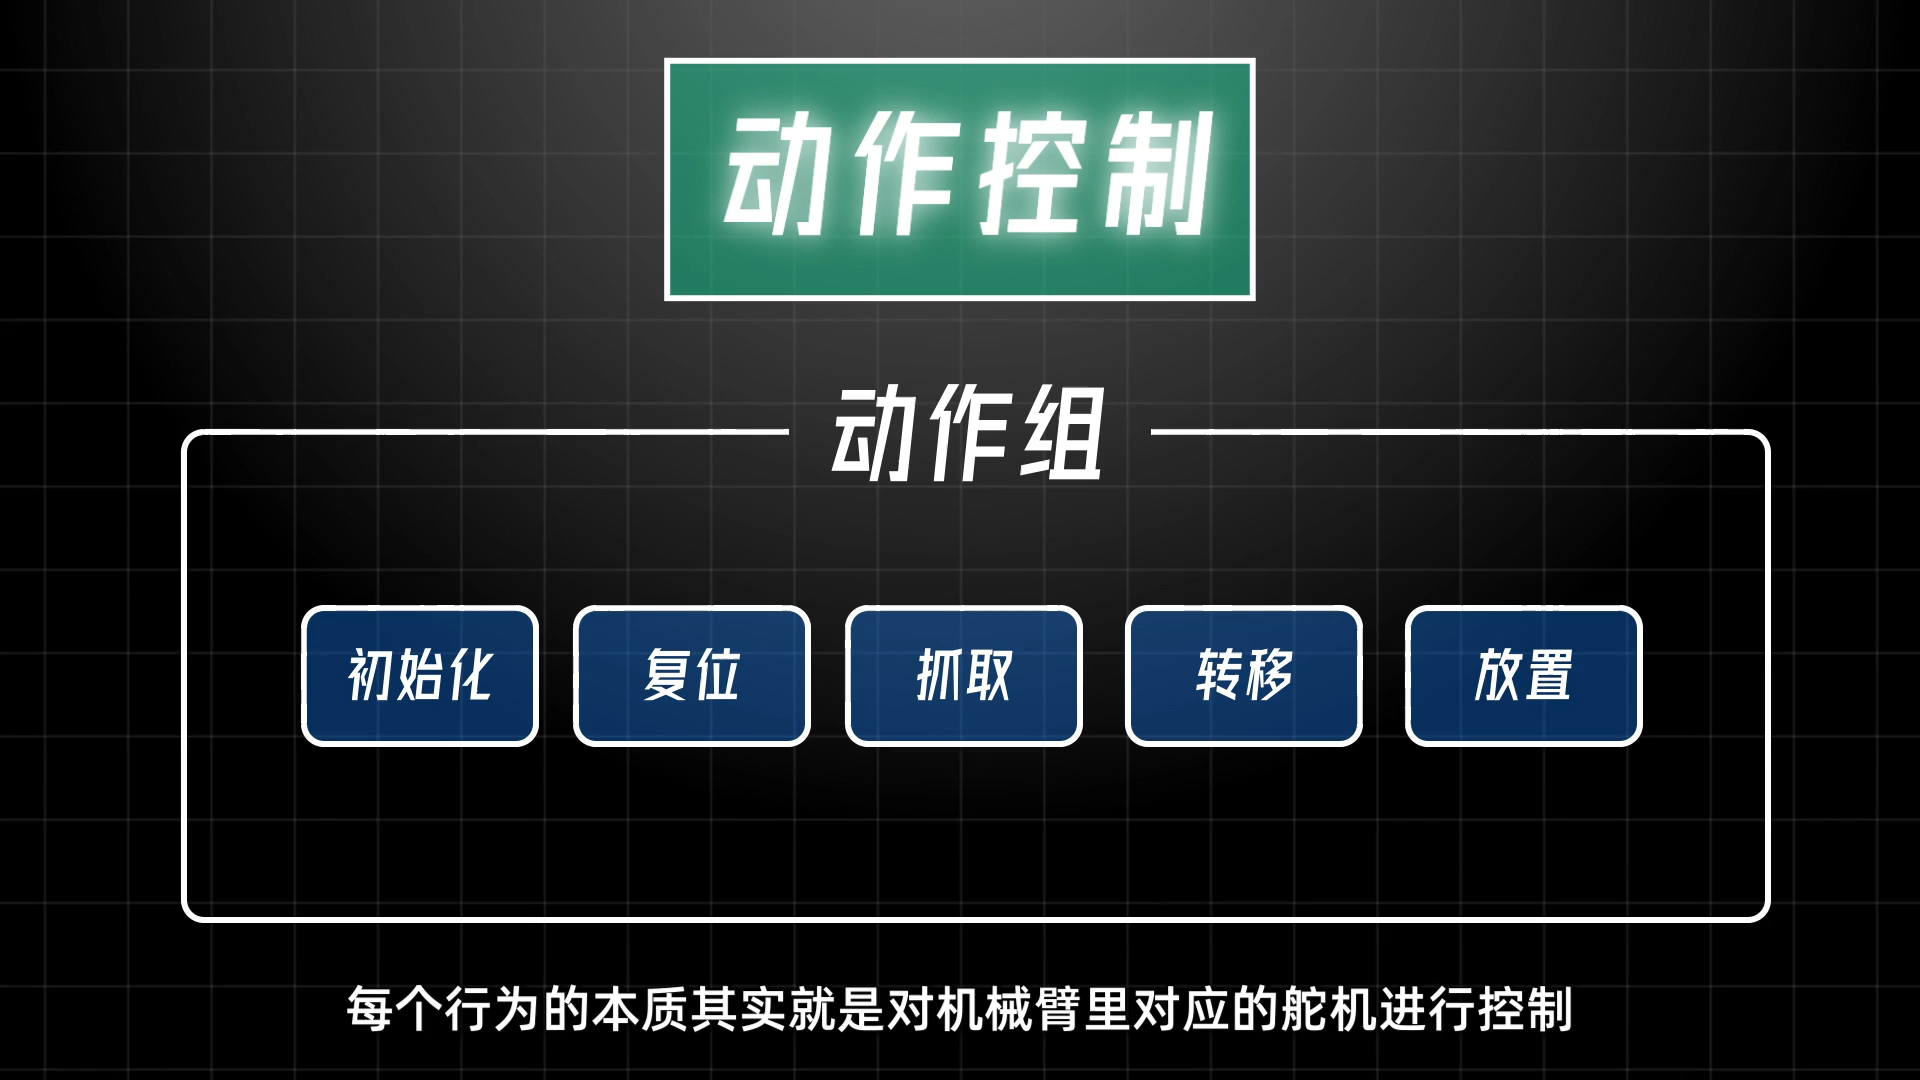 动作控制
动作组
初始化 复位 抓取 转移 放置
每个行为的本质其实就是对机械臂里对应的舵机进行控制